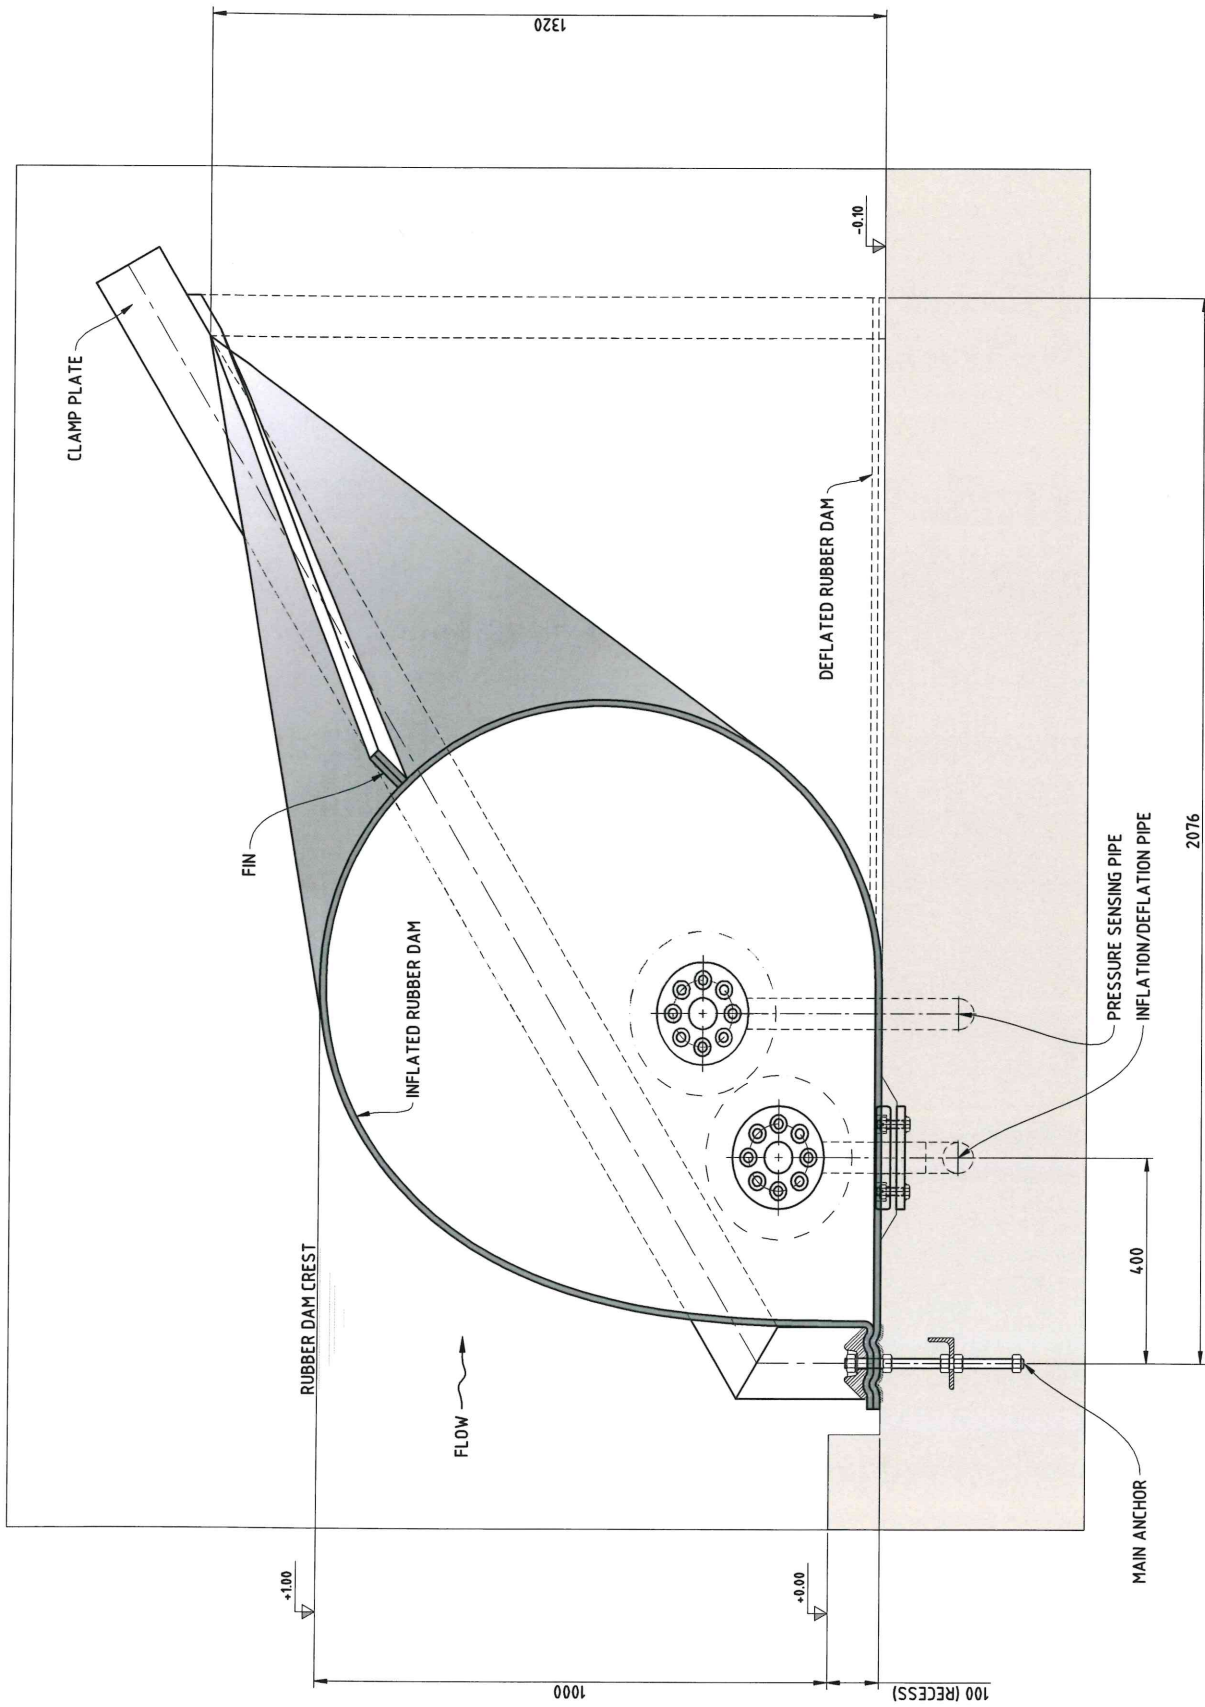 1320
CLAMP PLATE
-0.10
FIN
DEFLATED RUBBER DAM
INFLATED RUBBER DAM
PRESSURE SENSING PIPE
INFLATION/DEFLATION PIPE
2076
RUBBER DAM CREST
400
FLOW
MAIN ANCHOR
+1.00
+0.00
1000
100 (RECESS)